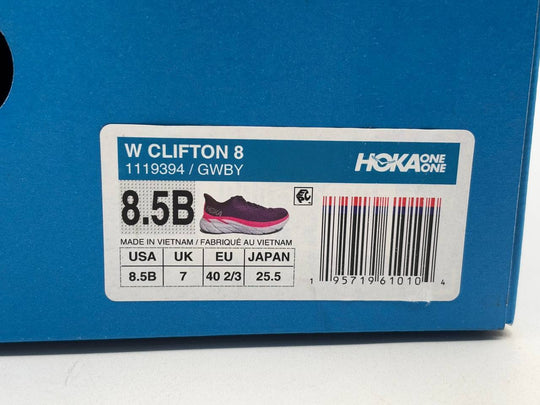 W CLIFTON 8
1119394 / GWBY
HOKA ONE ONE
8.5B
MADE IN VIETNAM / FABRIQUÉ AU VIETNAM
USA UK EU JAPAN
8.5B 7 40 2/3 25.5
1 95719 61010 4